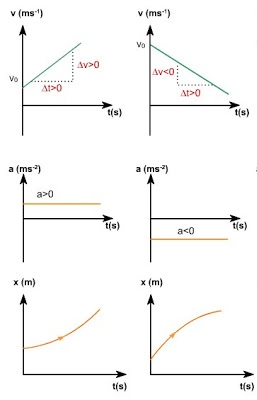 v (ms⁻¹)
v (ms⁻¹)
v₀
Δv>0
Δt>0
t(s)
v₀
Δv<0
Δt>0
t(s)
a (ms⁻²)
a (ms⁻²)
a>0
t(s)
t(s)
a<0
x (m)
x (m)
t(s)
t(s)